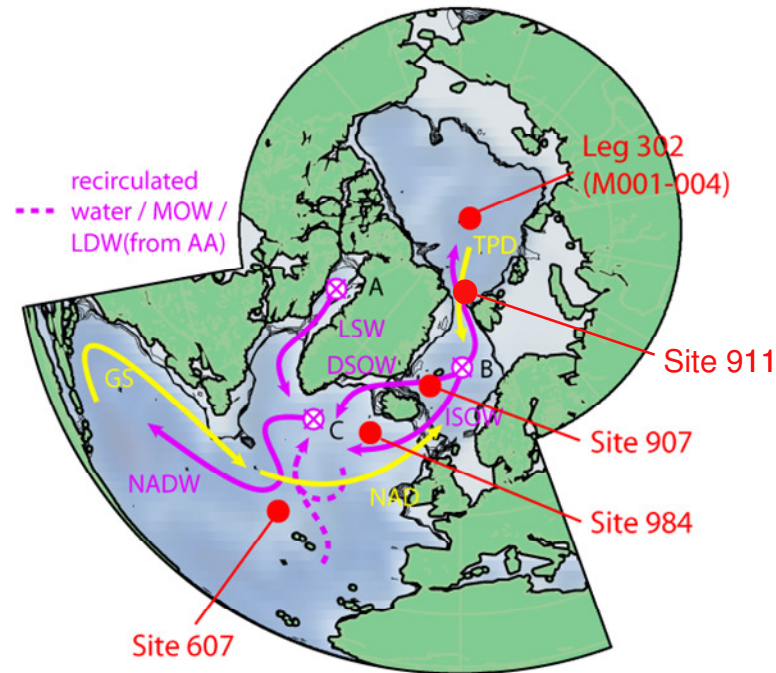 Leg 302
(M001-004)
recirculated
water / MOW /
LDW(from AA)
TPD
A
LSW
DSOW
Site 911
B
GS
ISOW
C
Site 907
NADW
NAD
Site 984
Site 607